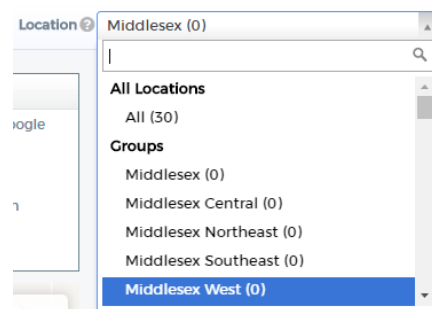 Location
Middlesex (0)
All Locations
All (30)
Groups
Middlesex (0)
Middlesex Central (0)
Middlesex Northeast (0)
Middlesex Southeast (0)
Middlesex West (0)